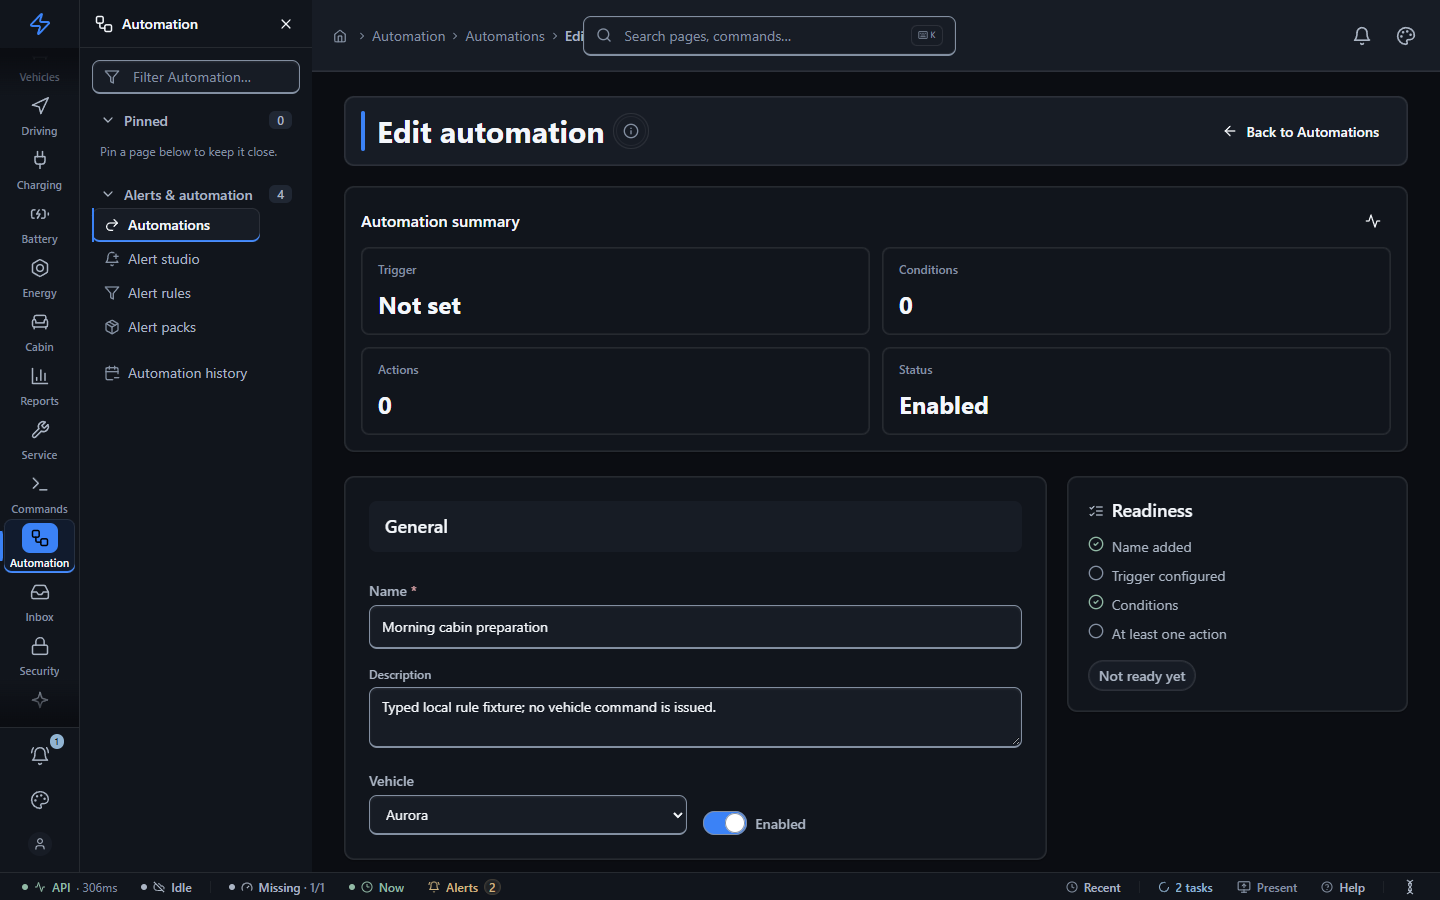 Automation
Filter Automation...
Pinned
0
Pin a page below to keep it close.
Alerts & automation
4
Automations
Alert studio
Alert rules
Alert packs
Automation history
Vehicles
Driving
Charging
Battery
Energy
Cabin
Reports
Service
Commands
Automation
Inbox
Security
1
Automation
Automations
Edi
Search pages, commands...
K
Edit automation
Back to Automations
Automation summary
Trigger
Not set
Conditions
0
Actions
0
Status
Enabled
General
Name *
Morning cabin preparation
Description
Typed local rule fixture; no vehicle command is issued.
Vehicle
Aurora
Enabled
Readiness
Name added
Trigger configured
Conditions
At least one action
Not ready yet
API · 306ms
Idle
Missing · 1/1
Now
Alerts 2
Recent
2 tasks
Present
Help